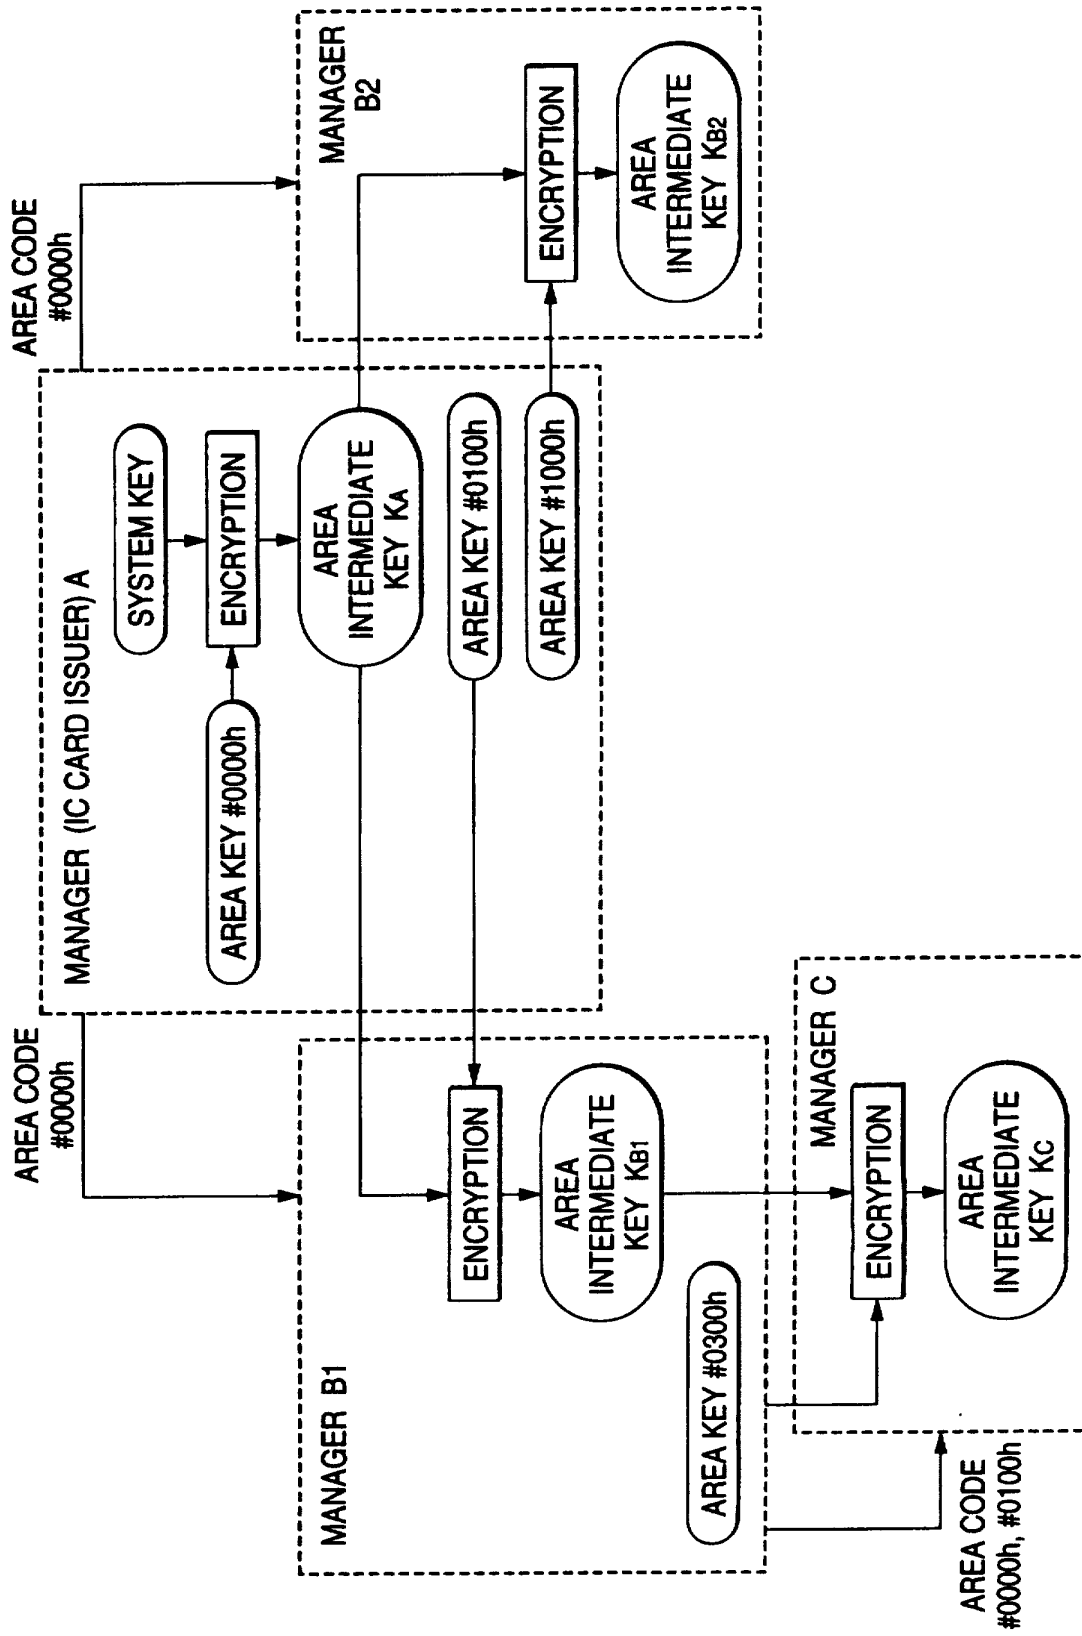 AREA CODE
#0000h
AREA CODE
#0000h
MANAGER (IC CARD ISSUER) A
SYSTEM KEY
AREA KEY #0000h
ENCRYPTION
AREA
INTERMEDIATE
KEY KA
AREA KEY #0100h
AREA KEY #1000h
MANAGER B1
ENCRYPTION
AREA
INTERMEDIATE
KEY KB1
AREA KEY #0300h
MANAGER
B2
ENCRYPTION
AREA
INTERMEDIATE
KEY KB2
AREA CODE
#0000h, #0100h
MANAGER C
ENCRYPTION
AREA
INTERMEDIATE
KEY KC